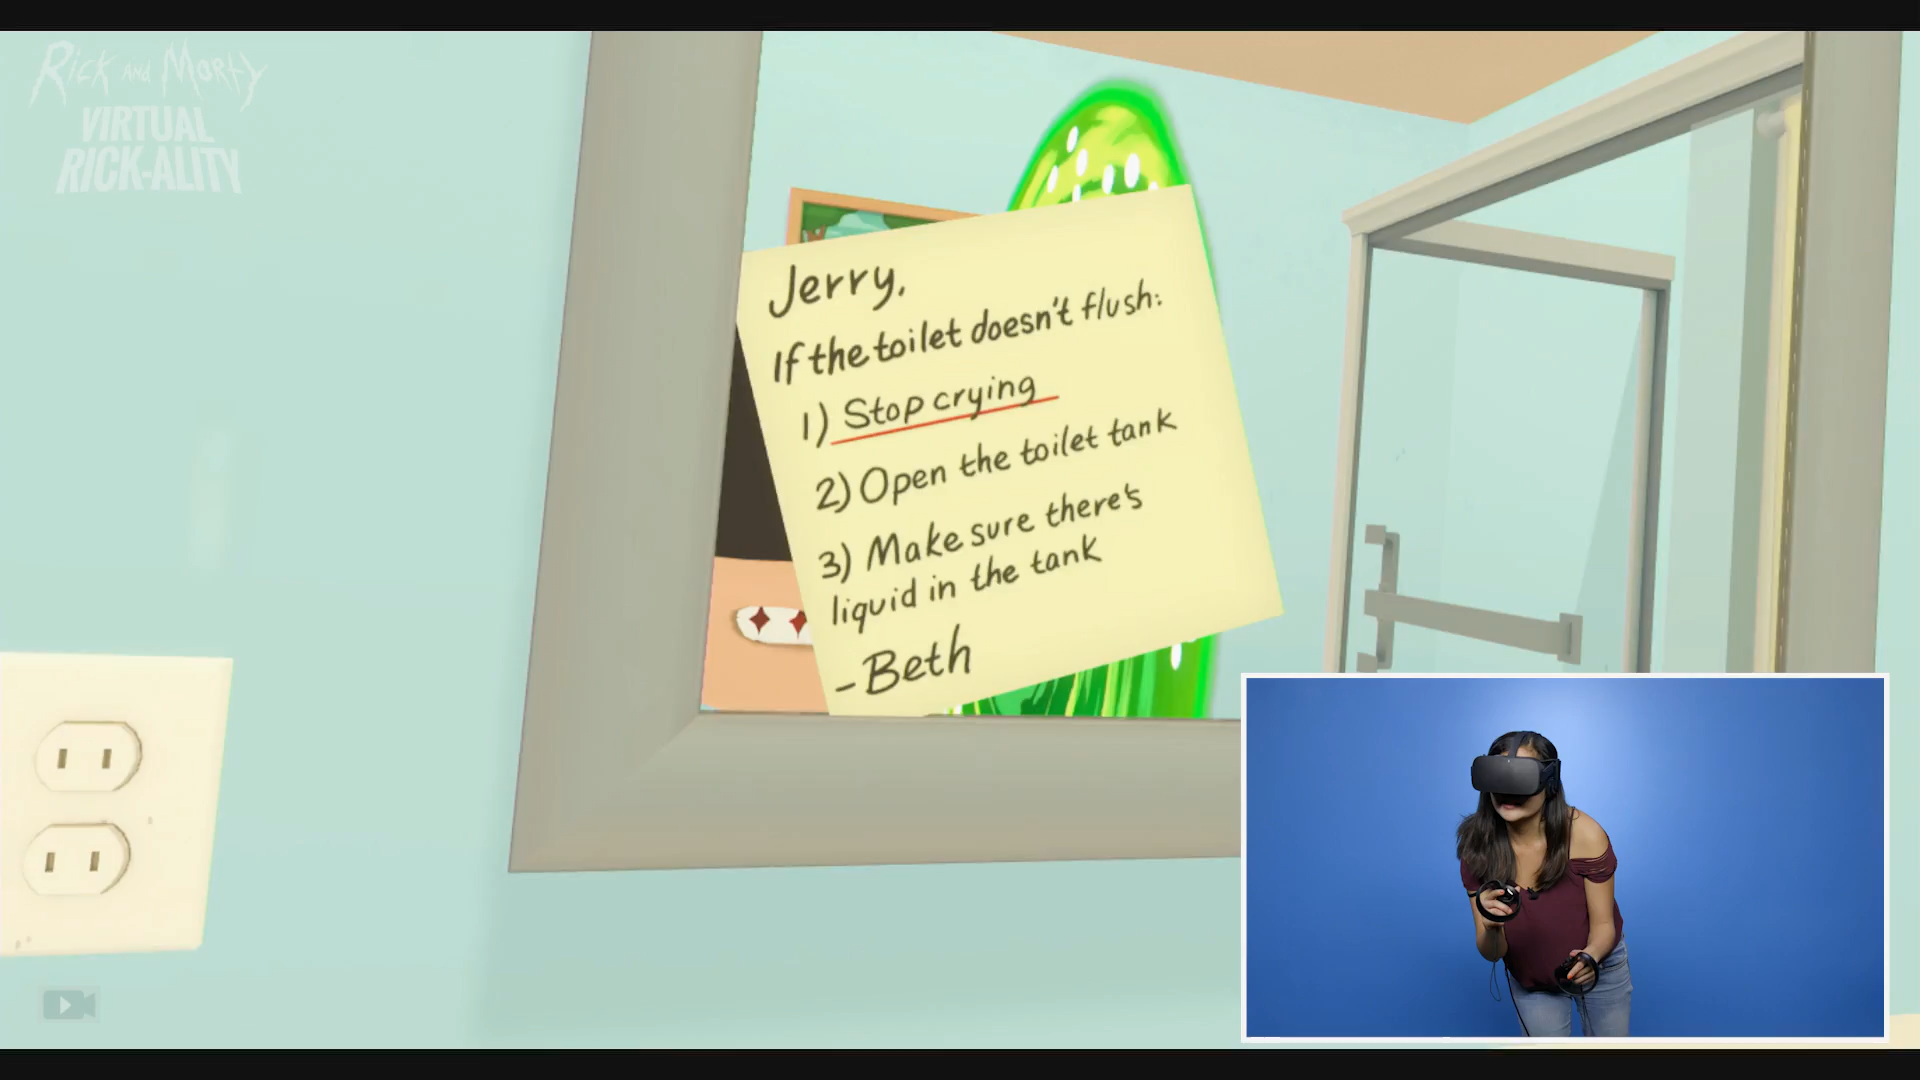 Rick and Morty
VIRTUAL
RICK-ALITY
Jerry,
If the toilet doesn't flush:
1) Stop crying
2) Open the toilet tank
3) Make sure there's
liquid in the tank
-Beth